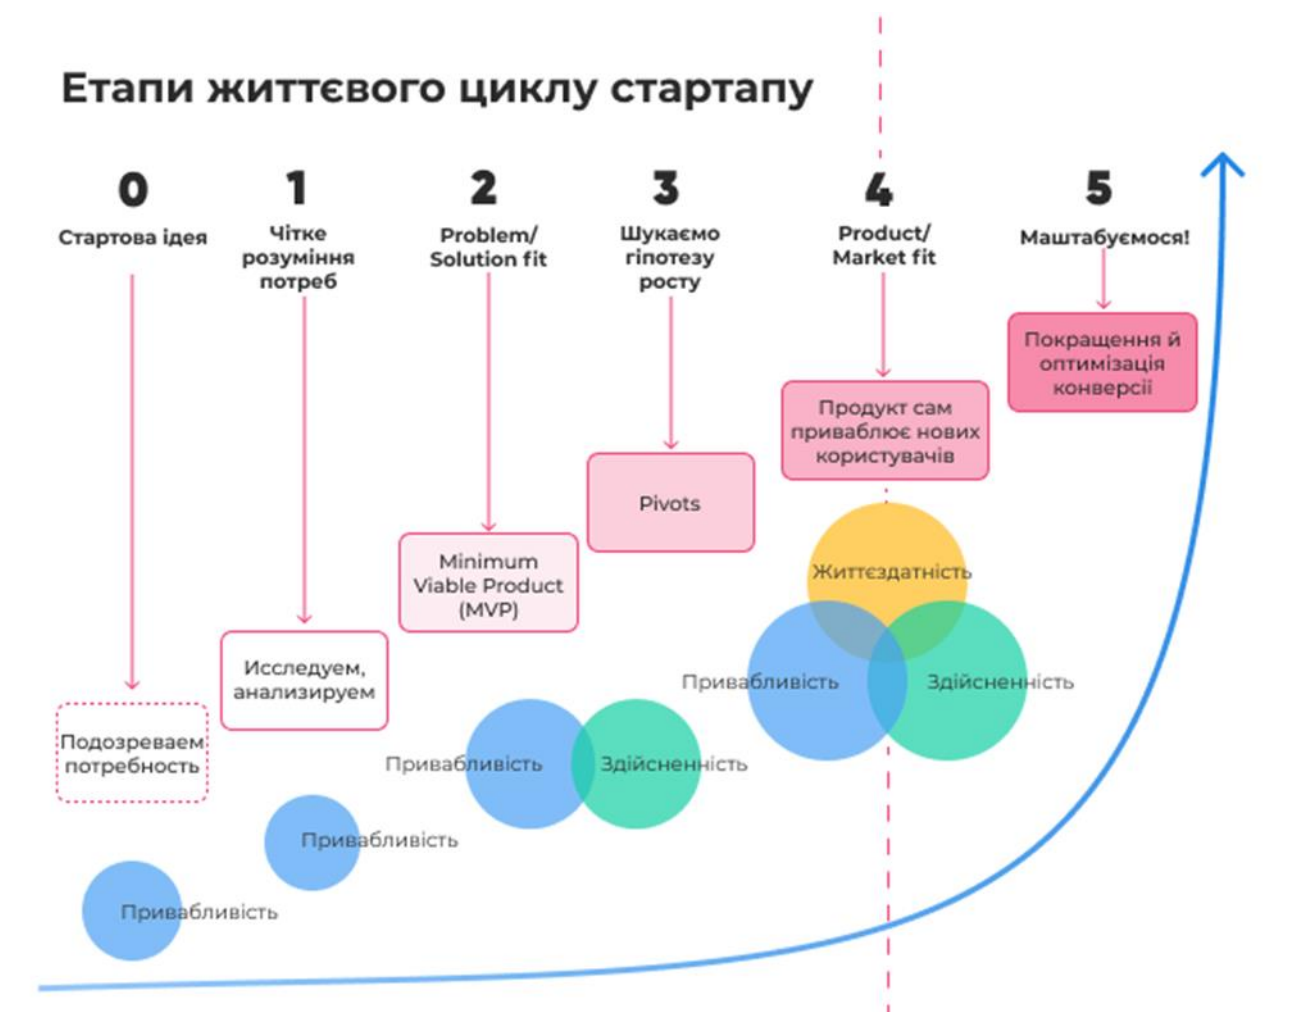 Етапи життєвого циклу стартапу
0
Стартова ідея
Подозреваем
потребность
Привабливість
1
Чітке
розуміння
потреб
Исследуем,
анализируем
Привабливість
2
Problem/
Solution fit
Minimum
Viable Product
(MVP)
Привабливість
Здійсненність
3
Шукаємо
гіпотезу
росту
Pivots
4
Product/
Market fit
Продукт сам
приваблює нових
користувачів
Життєздатність
Привабливість
Здійсненність
5
Маштабуємося!
Покращення й
оптимізація
конверсії